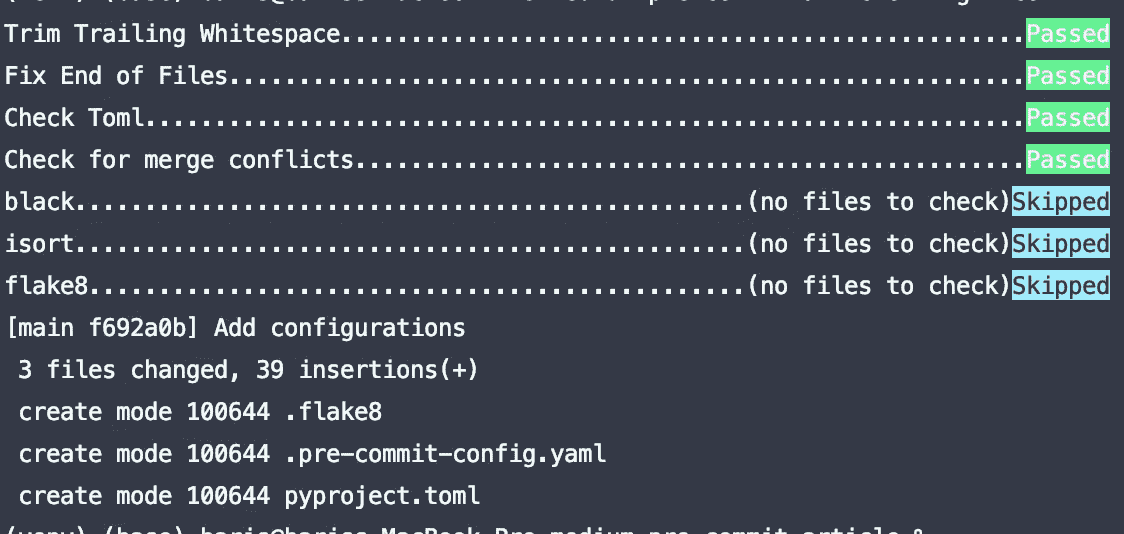 Trim Trailing Whitespace.................................................Passed
Fix End of Files.........................................................Passed
Check Toml...............................................................Passed
Check for merge conflicts................................................Passed
black................................................(no files to check)Skipped
isort................................................(no files to check)Skipped
flake8...............................................(no files to check)Skipped
[main f692a0b] Add configurations
 3 files changed, 39 insertions(+)
 create mode 100644 .flake8
 create mode 100644 .pre-commit-config.yaml
 create mode 100644 pyproject.toml